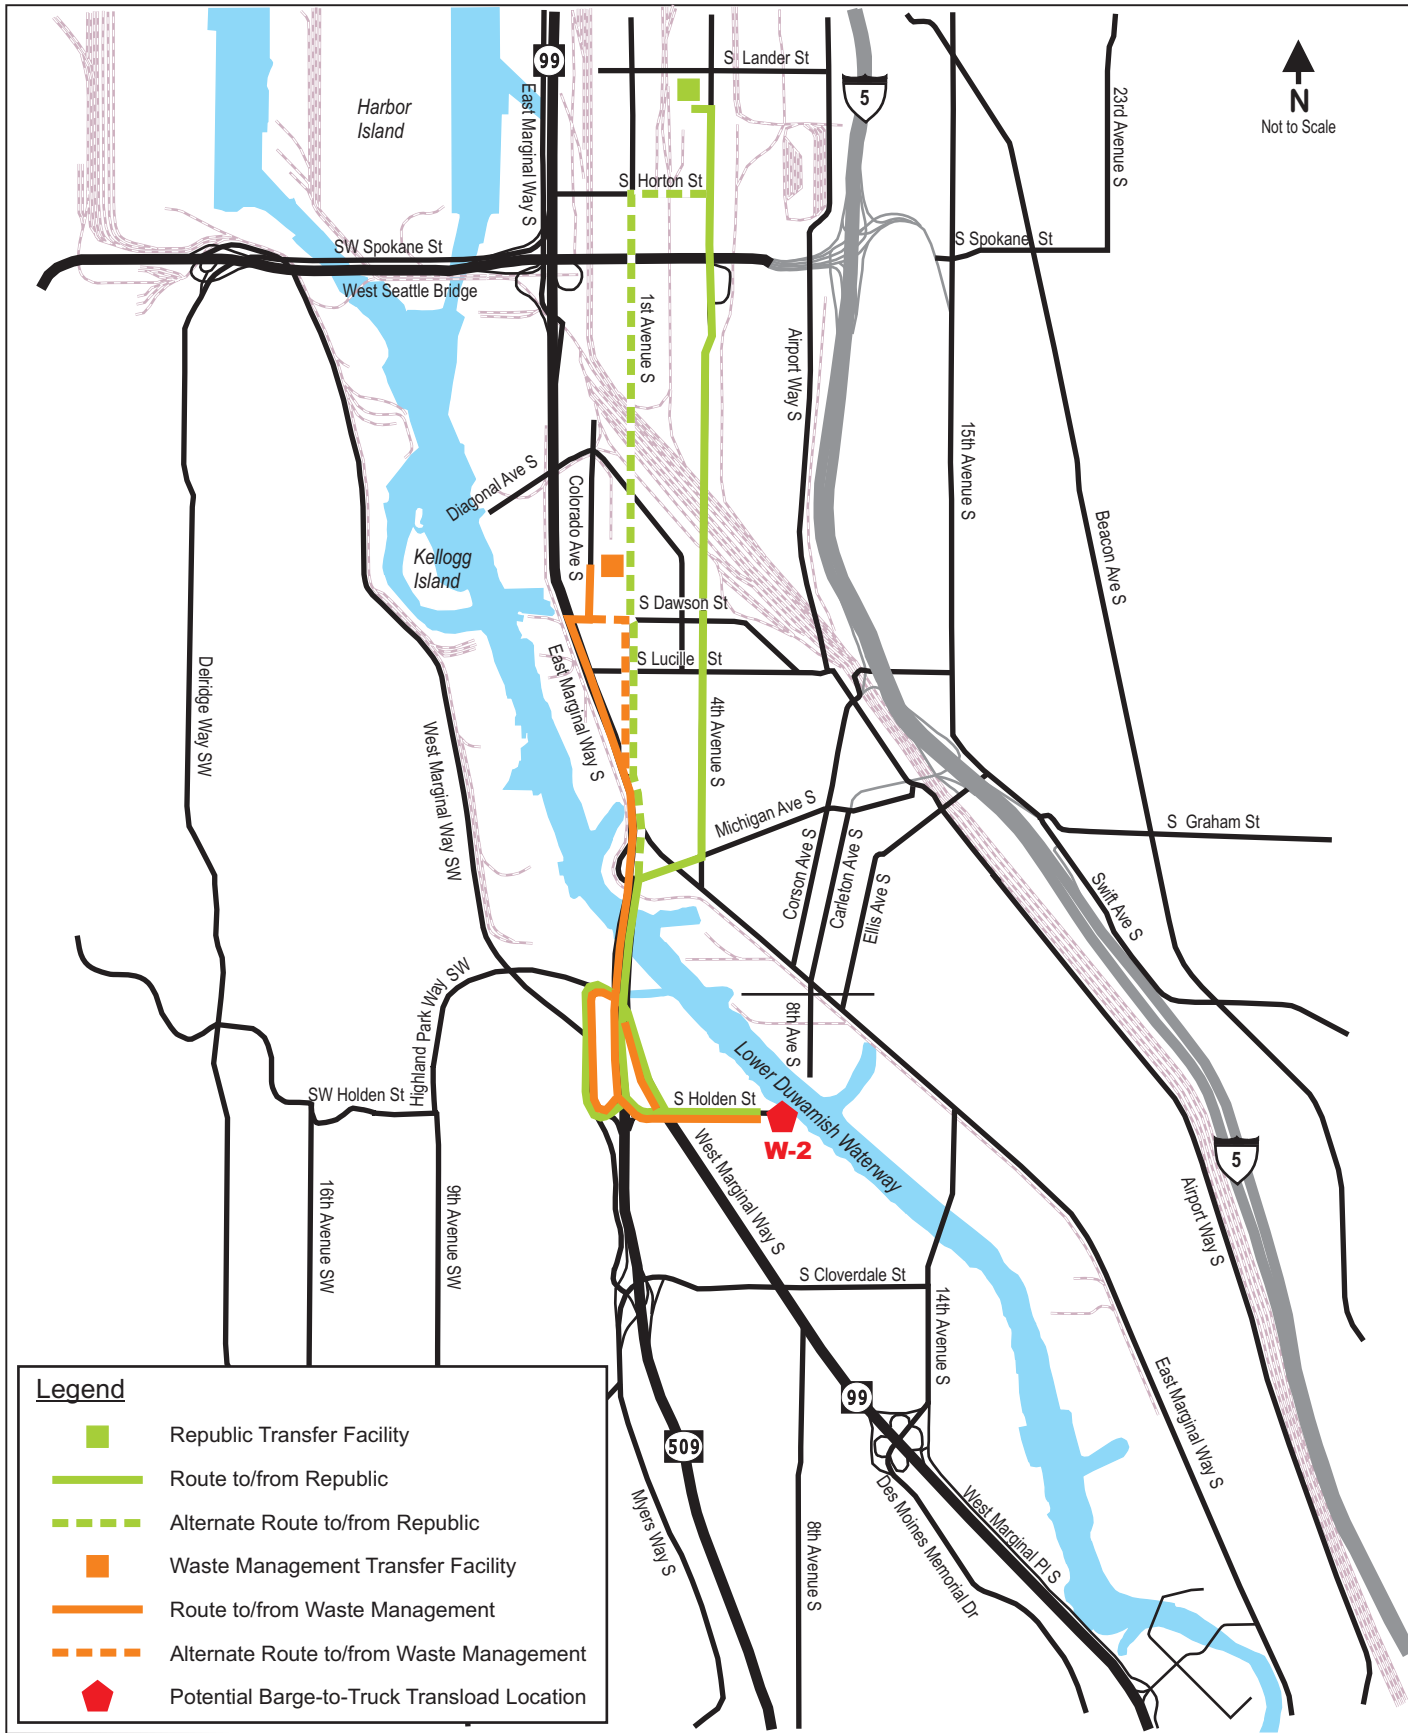 99
S Lander St
5
N
Not to Scale
Harbor
Island
East Marginal Way S
23rd Avenue S
S Horton St
SW Spokane St
S Spokane St
West Seattle Bridge
1st Avenue S
Airport Way S
15th Avenue S
Diagonal Ave S
Colorado Ave S
Beacon Ave S
Kellogg
Island
S Dawson St
S Lucille St
East Marginal Way S
Delridge Way SW
West Marginal Way SW
4th Avenue S
Michigan Ave S
S Graham St
Corson Ave S
Carleton Ave S
Ellis Ave S
Swift Ave S
Highland Park Way SW
8th Ave S
Lower Duwamish Waterway
SW Holden St
S Holden St
W-2
West Marginal Way S
5
16th Avenue SW
9th Avenue SW
Airport Way S
S Cloverdale St
14th Avenue S
East Marginal Way S
99
509
Myers Way S
8th Avenue S
Des Moines Memorial Dr
West Marginal Pl S
Legend
Republic Transfer Facility
Route to/from Republic
Alternate Route to/from Republic
Waste Management Transfer Facility
Route to/from Waste Management
Alternate Route to/from Waste Management
Potential Barge-to-Truck Transload Location